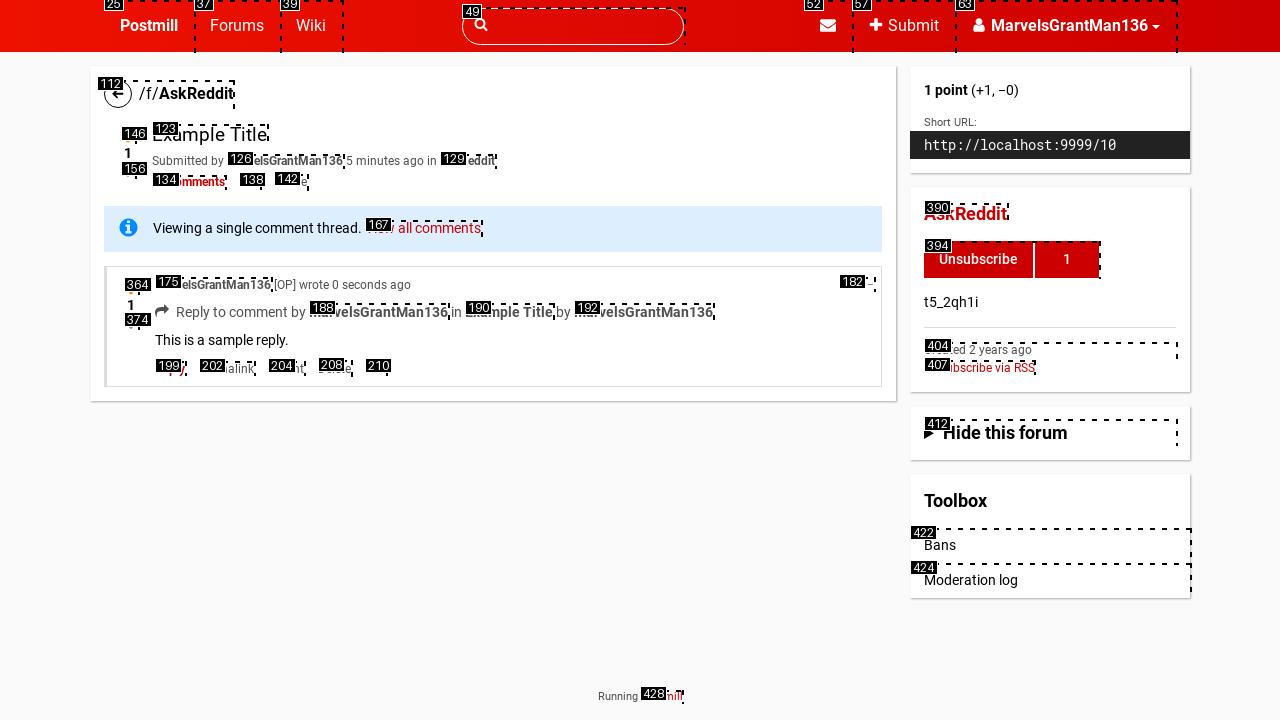 25 37 39 49 52 57 63
Postmill Forums Wiki Submit MarvelsGrantMan136
112
/f/AskReddit
123
Example Title
146
1
156
Submitted by 126 elsGrantMan136 5 minutes ago in 129 eddit
134 mments 138 142 e
Viewing a single comment thread. 167 all comments
364
1
374
175 elsGrantMan136 [OP] wrote 0 seconds ago 182 –
188 190 192
Reply to comment by MarvelsGrantMan136 in Example Title by MarvelsGrantMan136
This is a sample reply.
199 202 alink 204 nt 208 210
1 point (+1, −0)
Short URL:
http://localhost:9999/10
390
AskReddit
394
Unsubscribe 1
t5_2qh1i
404
Created 2 years ago
407 bscribe via RSS
412
Hide this forum
Toolbox
422
Bans
424
Moderation log
Running 428 mill